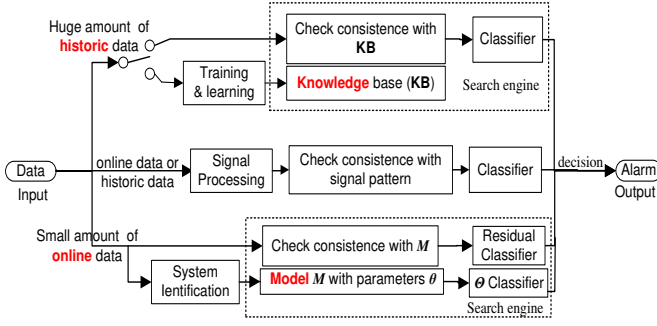 Huge amount of
historic data
Check consistence with
KB
Classifier
Training
& learning
Knowledge base (KB)
Search engine
Data
Input
online data or
historic data
Signal
Processing
Check consistence with
signal pattern
Classifier
decision
Alarm
Output
Small amount of
online data
Check consistence with M
Residual
Classifier
System
Ientification
Model M with parameters θ
Θ Classifier
Search engine